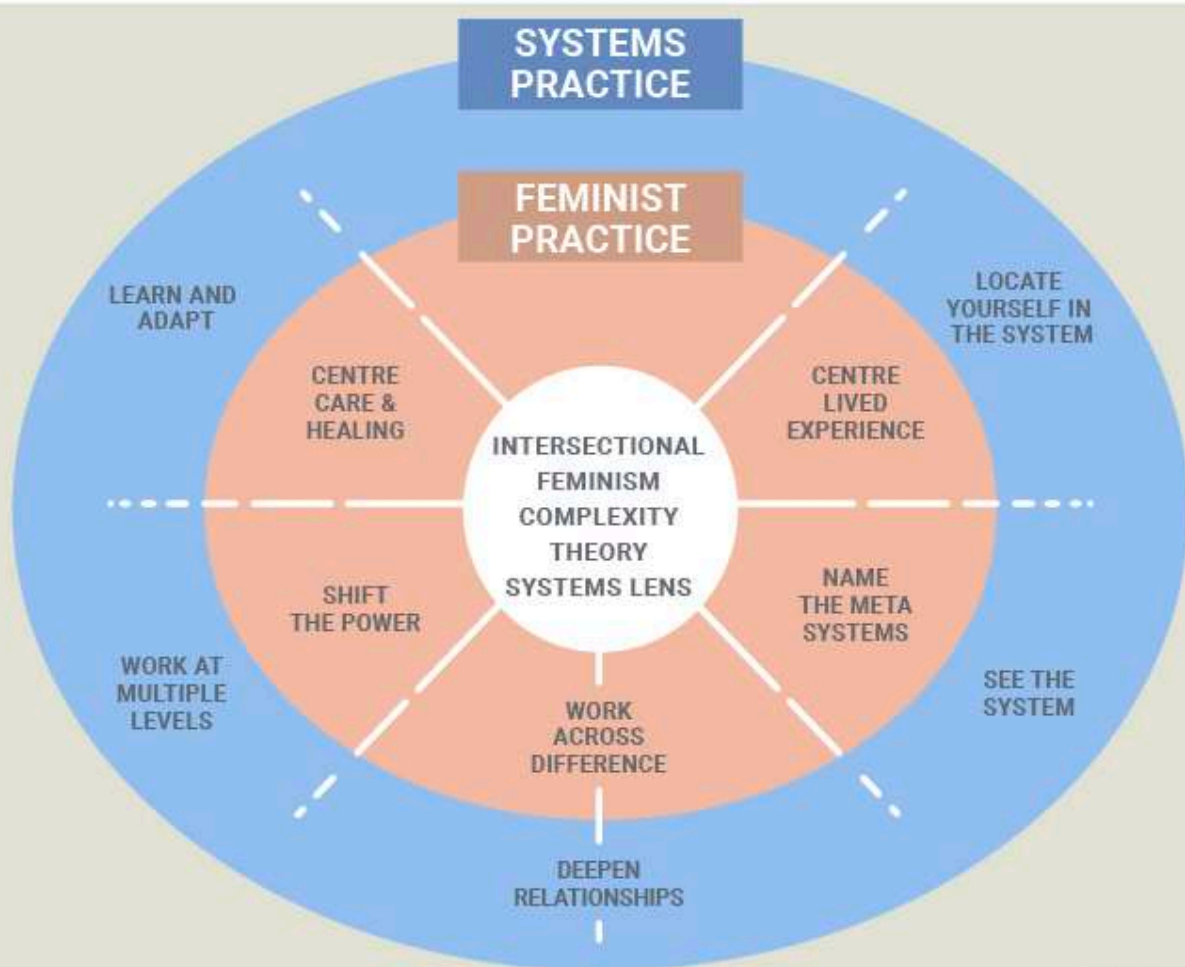 SYSTEMS
PRACTICE
FEMINIST
PRACTICE
LEARN AND
ADAPT
LOCATE
YOURSELF IN
THE SYSTEM
CENTRE
CARE &
HEALING
CENTRE
LIVED
EXPERIENCE
INTERSECTIONAL
FEMINISM
COMPLEXITY
THEORY
SYSTEMS LENS
SHIFT
THE POWER
NAME
THE META
SYSTEMS
WORK AT
MULTIPLE
LEVELS
SEE THE
SYSTEM
WORK
ACROSS
DIFFERENCE
DEEPEN
RELATIONSHIPS